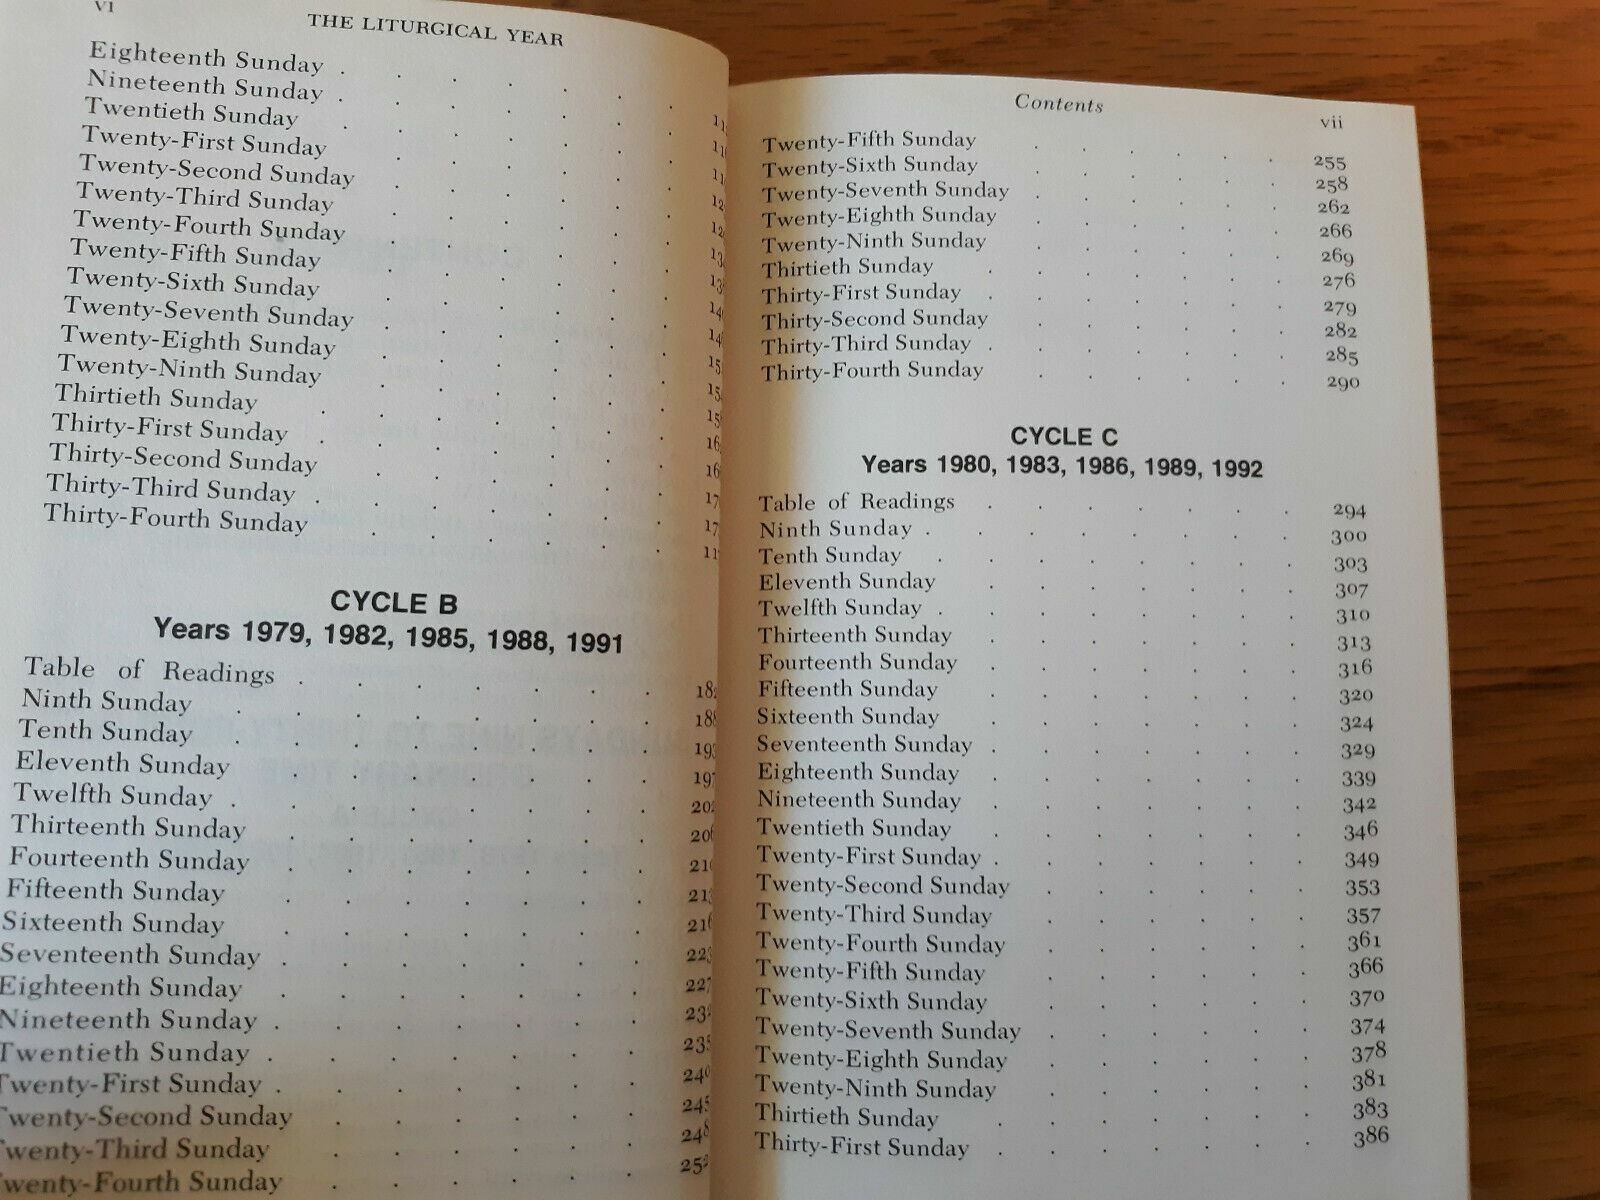 VI
THE LITURGICAL YEAR
Eighteenth Sunday
Nineteenth Sunday
Twentieth Sunday
Twenty-First Sunday
Twenty-Second Sunday
Twenty-Third Sunday
Twenty-Fourth Sunday
Twenty-Fifth Sunday
Twenty-Sixth Sunday
Twenty-Seventh Sunday
Twenty-Eighth Sunday
Twenty-Ninth Sunday
Thirtieth Sunday
Thirty-First Sunday
Thirty-Second Sunday
Thirty-Third Sunday
Thirty-Fourth Sunday
CYCLE B
Years 1979, 1982, 1985, 1988, 1991
Table of Readings
Ninth Sunday
Tenth Sunday
Eleventh Sunday
Twelfth Sunday
Thirteenth Sunday
Fourteenth Sunday
Fifteenth Sunday
Sixteenth Sunday
Seventeenth Sunday
Eighteenth Sunday
Nineteenth Sunday
Twentieth Sunday
Twenty-First Sunday
Twenty-Second Sunday
Twenty-Third Sunday
Twenty-Fourth Sunday
Contents
vii
Twenty-Fifth Sunday . . . . . 255
Twenty-Sixth Sunday . . . . . 258
Twenty-Seventh Sunday . . . . . 262
Twenty-Eighth Sunday . . . . . 266
Twenty-Ninth Sunday . . . . . 269
Thirtieth Sunday . . . . . . 276
Thirty-First Sunday . . . . . . 279
Thirty-Second Sunday . . . . . 282
Thirty-Third Sunday . . . . . . 285
Thirty-Fourth Sunday . . . . . 290
CYCLE C
Years 1980, 1983, 1986, 1989, 1992
Table of Readings . . . . . . 294
Ninth Sunday . . . . . . . 300
Tenth Sunday . . . . . . 303
Eleventh Sunday . . . . . . 307
Twelfth Sunday . . . . . . . 310
Thirteenth Sunday . . . . . . 313
Fourteenth Sunday . . . . . . 316
Fifteenth Sunday . . . . . . 320
Sixteenth Sunday . . . . . . 324
Seventeenth Sunday . . . . . . 329
Eighteenth Sunday . . . . . . 339
Nineteenth Sunday . . . . . . 342
Twentieth Sunday . . . . . . 346
Twenty-First Sunday . . . . . . 349
Twenty-Second Sunday . . . . . 353
Twenty-Third Sunday . . . . . 357
Twenty-Fourth Sunday . . . . . 361
Twenty-Fifth Sunday . . . . . 366
Twenty-Sixth Sunday . . . . . 370
Twenty-Seventh Sunday . . . . . 374
Twenty-Eighth Sunday . . . . . 378
Twenty-Ninth Sunday . . . . . 381
Thirtieth Sunday . . . . . . 383
Thirty-First Sunday . . . . . . 386